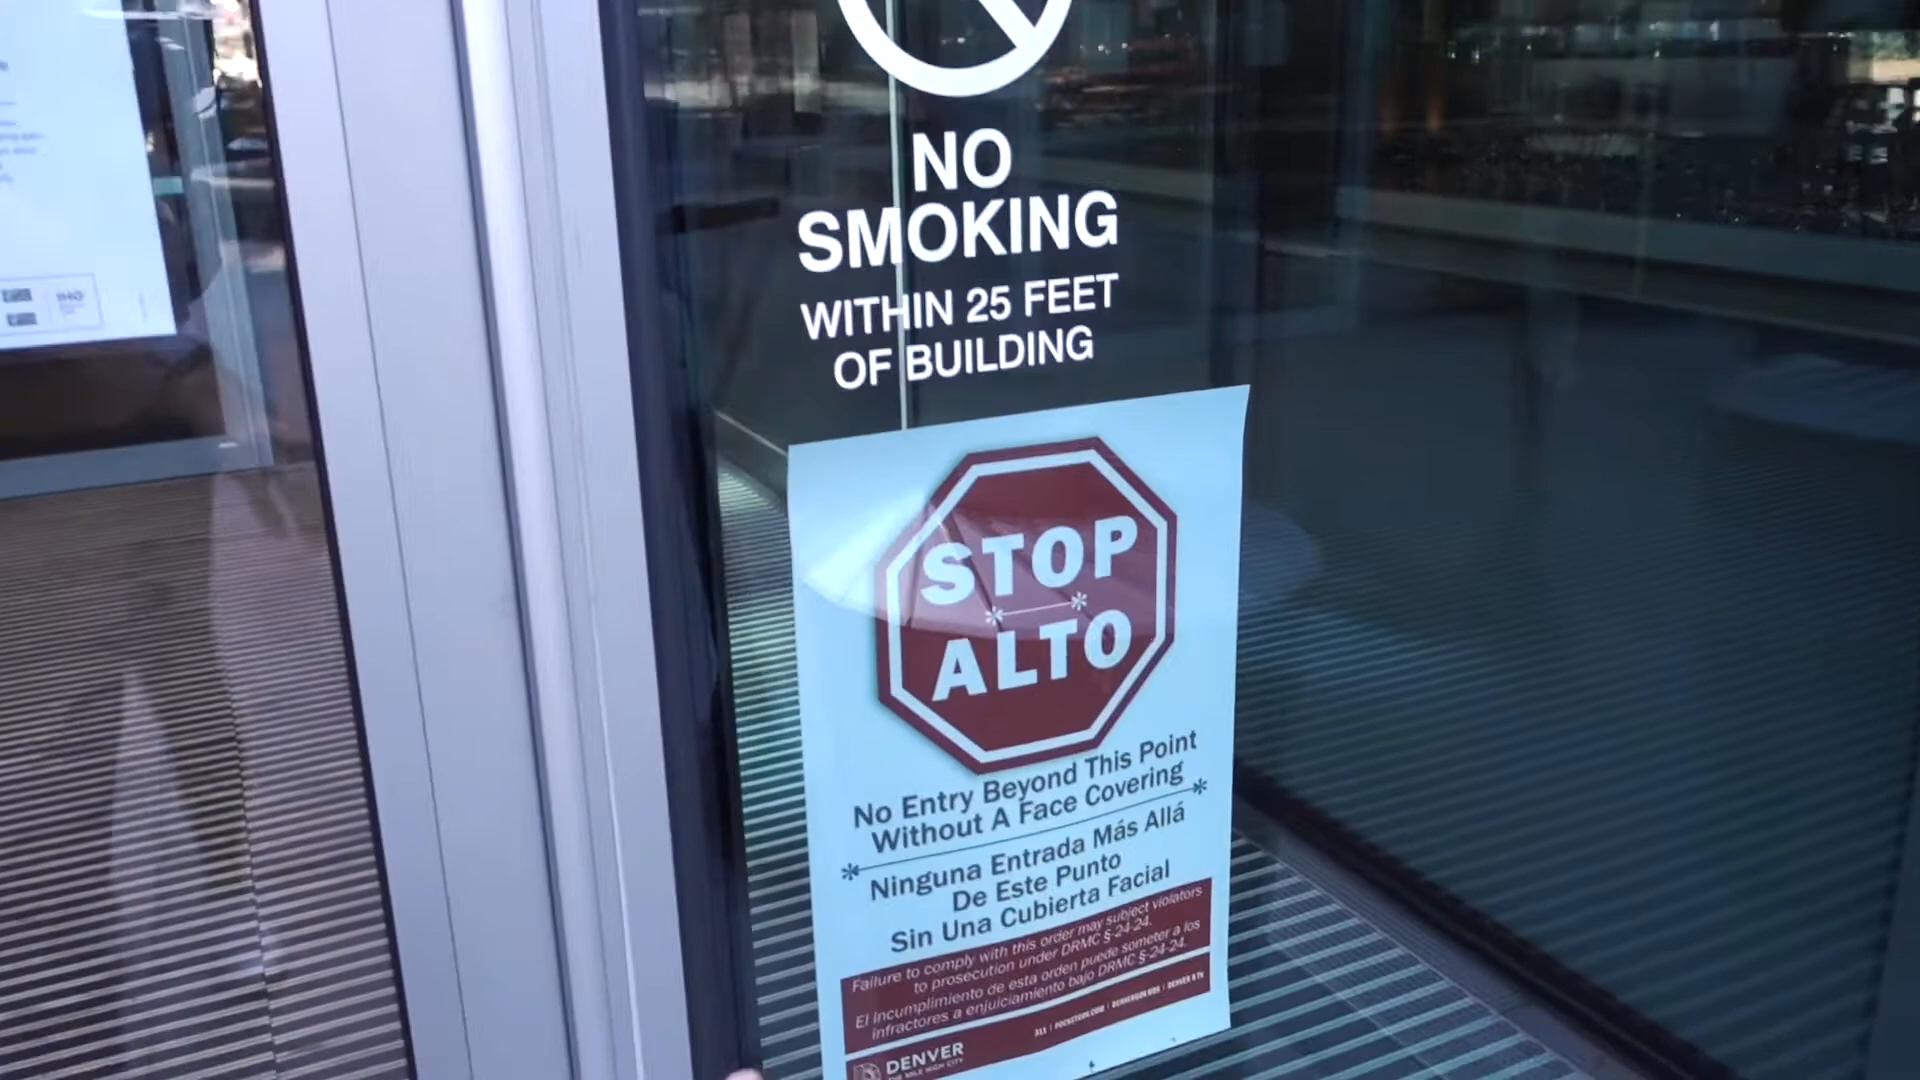 IHG
NO
SMOKING
WITHIN 25 FEET
OF BUILDING
STOP
ALTO
No Entry Beyond This Point
Without A Face Covering
Ninguna Entrada Más Allá
De Este Punto
Sin Una Cubierta Facial
Failure to comply with this order may subject violators
to prosecution under DRMC § 24-24.
El incumplimiento de esta orden puede someter a los
infractores a enjuiciamiento bajo DRMC § 24-24.
311 | POCKETGOV.COM | DENVERGOV.ORG | DENVER 8 TV
DENVER
THE MILE HIGH CITY